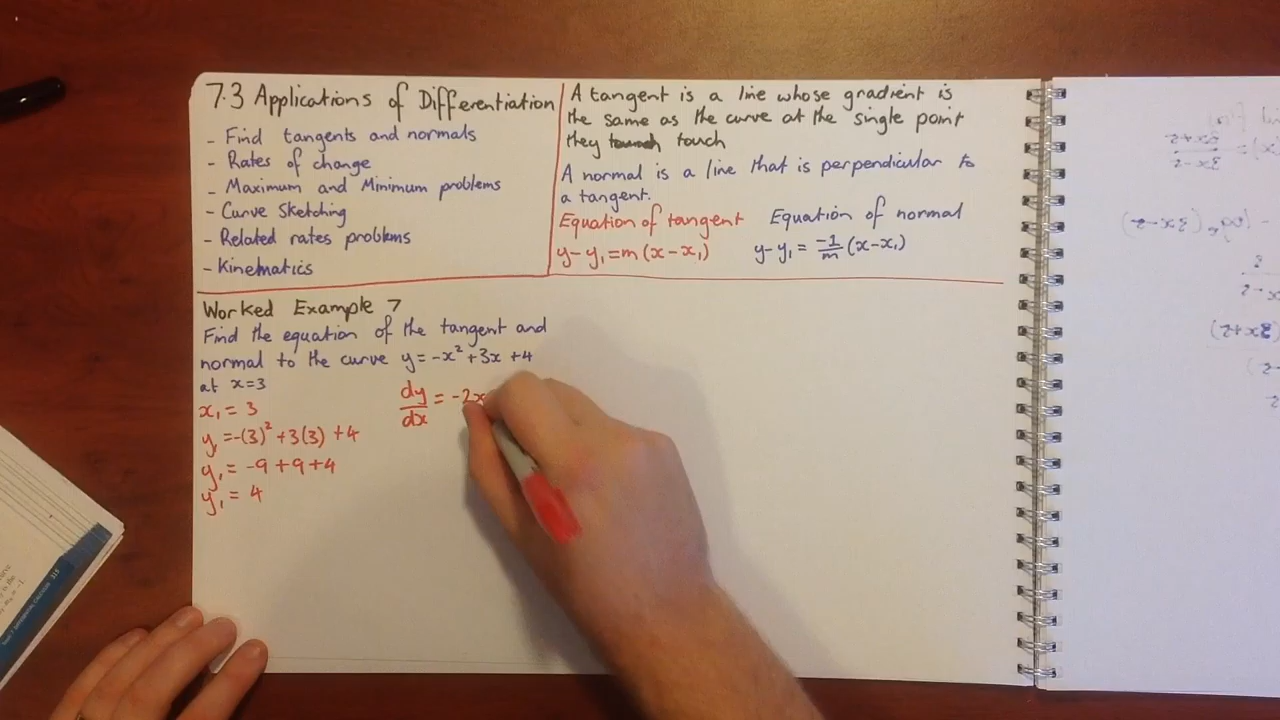 7.3 Applications of Differentiation
- Find tangents and normals
- Rates of change
- Maximum and Minimum problems
- Curve Sketching
- Related rates problems
- Kinematics
A tangent is a line whose gradient is
the same as the curve at the single point
they touch
A normal is a line that is perpendicular to
a tangent.
Equation of tangent
y-y₁=m(x-x₁)
Equation of normal
y-y₁= -1/m (x-x₁)
Worked Example 7
Find the equation of the tangent and
normal to the curve y=-x²+3x+4
at x=3
x₁ = 3
y₁=-(3)²+3(3)+4
y₁= -9+9+4
y₁= 4
dy/dx = -2x